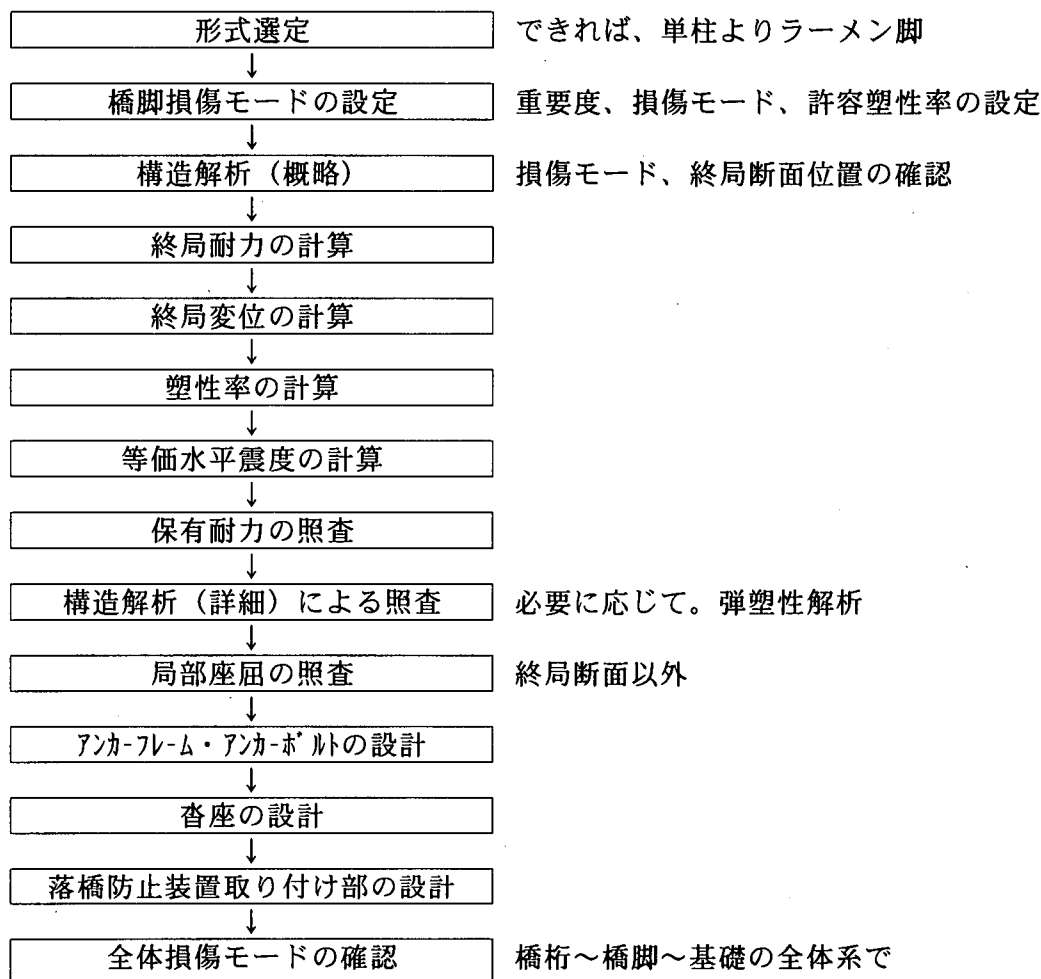 形式選定 できれば、単柱よりラーメン脚
↓
橋脚損傷モードの設定 重要度、損傷モード、許容塑性率の設定
↓
構造解析（概略） 損傷モード、終局断面位置の確認
↓
終局耐力の計算
↓
終局変位の計算
↓
塑性率の計算
↓
等価水平震度の計算
↓
保有耐力の照査
↓
構造解析（詳細）による照査 必要に応じて。弾塑性解析
↓
局部座屈の照査 終局断面以外
↓
ｱﾝｶｰﾌﾚｰﾑ・ｱﾝｶｰﾎﾞﾙﾄの設計
↓
沓座の設計
↓
落橋防止装置取り付け部の設計
↓
全体損傷モードの確認 橋桁～橋脚～基礎の全体系で